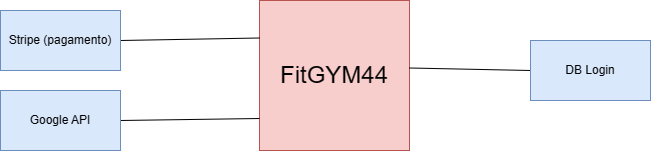 Stripe (pagamento)
FitGYM44
DB Login
Google API